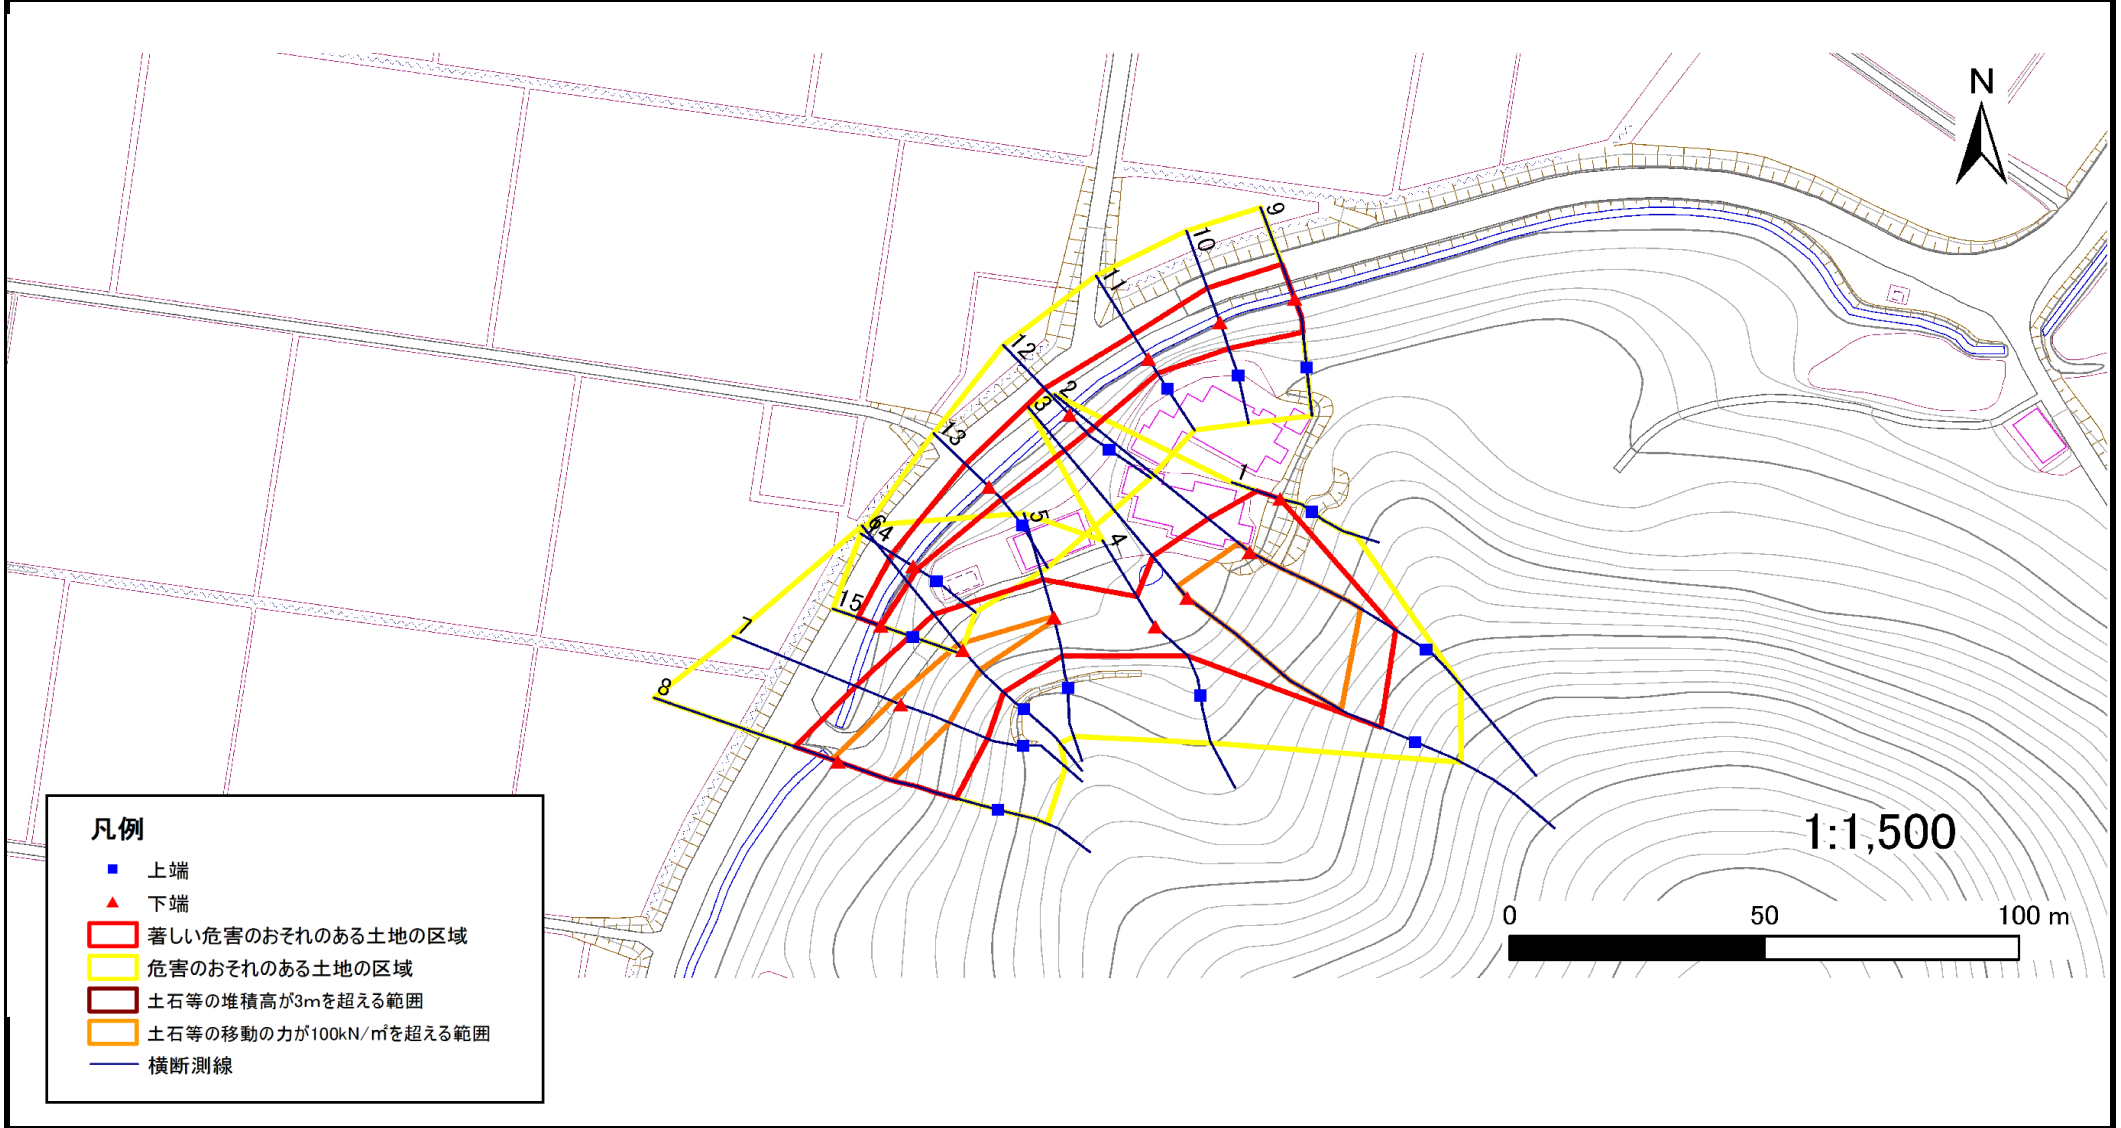 N
9
10
11
12
2
3
13
1
5
4
6
14
15
7
8
凡例
上端
下端
著しい危害のおそれのある土地の区域
危害のおそれのある土地の区域
土石等の堆積高が3mを超える範囲
土石等の移動の力が100kN/㎡を超える範囲
横断測線
1:1,500
0 50 100 m